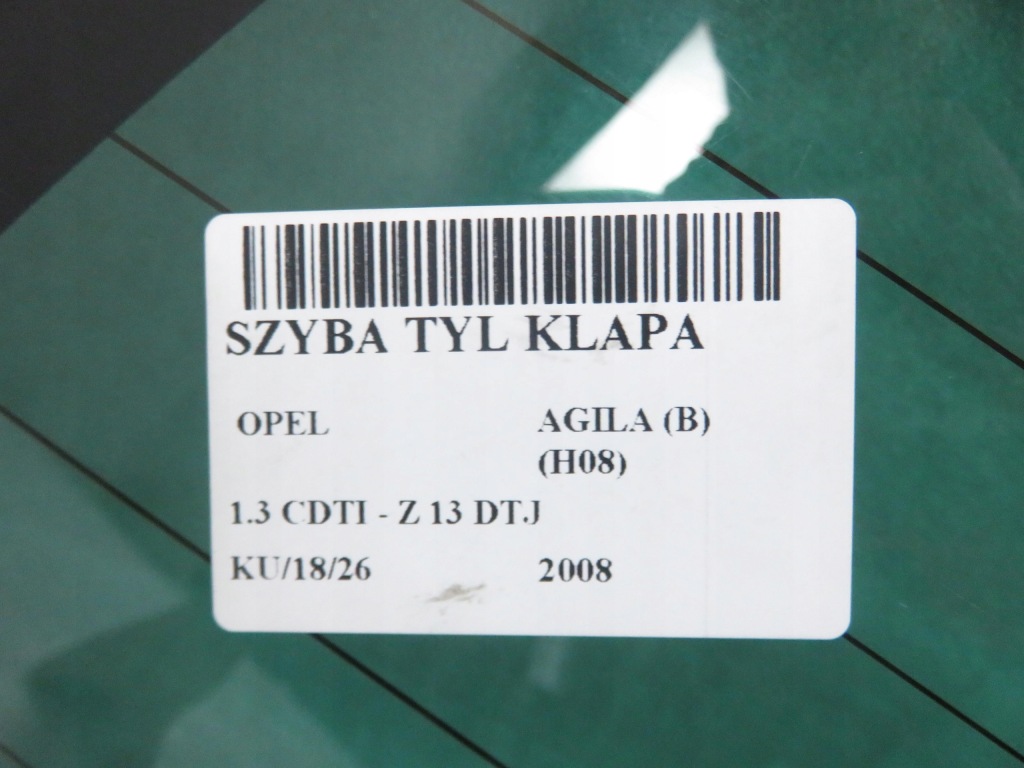 SZYBA TYL KLAPA
OPEL AGILA (B)
(H08)
1.3 CDTI - Z 13 DTJ
KU/18/26 2008